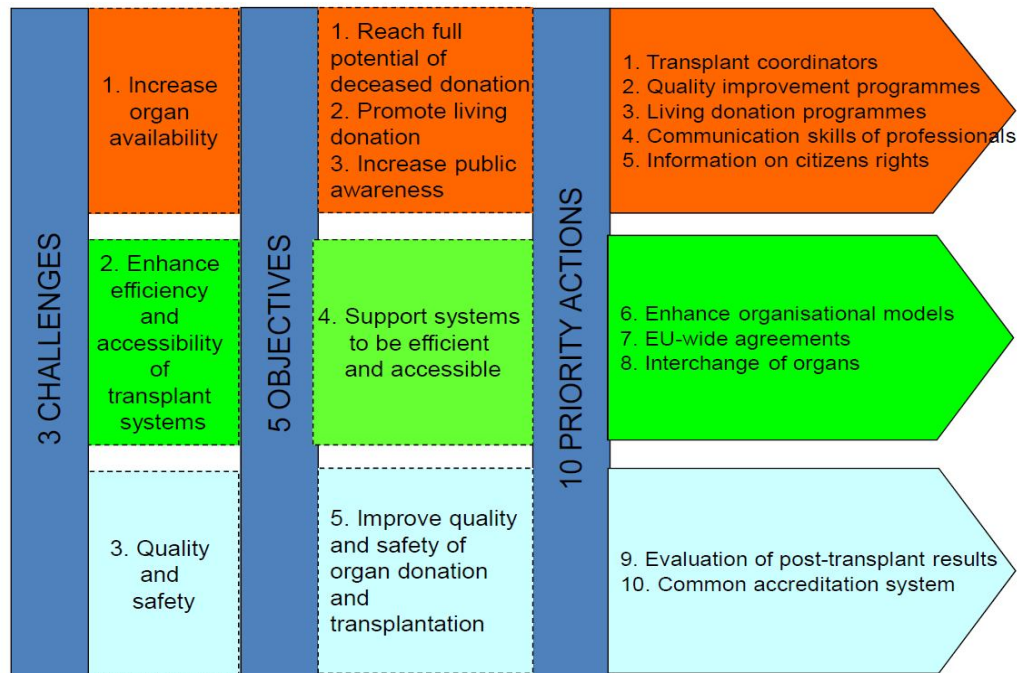 3 CHALLENGES
1. Increase
organ
availability
2. Enhance
efficiency
and
accessibility
of
transplant
systems
3. Quality
and
safety
5 OBJECTIVES
1. Reach full
potential of
deceased donation
2. Promote living
donation
3. Increase public
awareness
4. Support systems
to be efficient
and accessible
5. Improve quality
and safety of
organ donation
and
transplantation
10 PRIORITY ACTIONS
1. Transplant coordinators
2. Quality improvement programmes
3. Living donation programmes
4. Communication skills of professionals
5. Information on citizens rights
6. Enhance organisational models
7. EU-wide agreements
8. Interchange of organs
9. Evaluation of post-transplant results
10. Common accreditation system